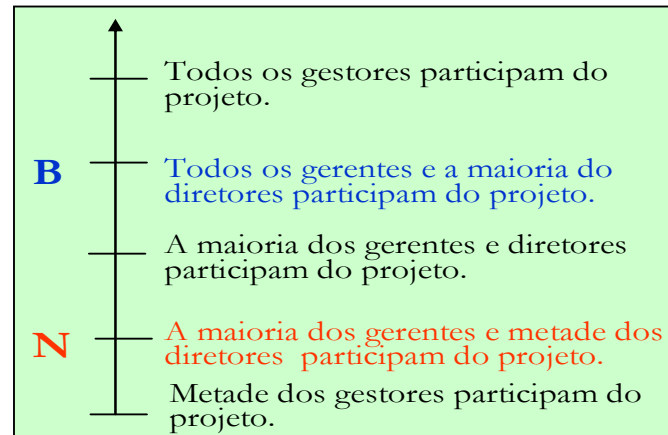 Todos os gestores participam do
projeto.
B
Todos os gerentes e a maioria do
diretores participam do projeto.
A maioria dos gerentes e diretores
participam do projeto.
N
A maioria dos gerentes e metade dos
diretores participam do projeto.
Metade dos gestores participam do
projeto.